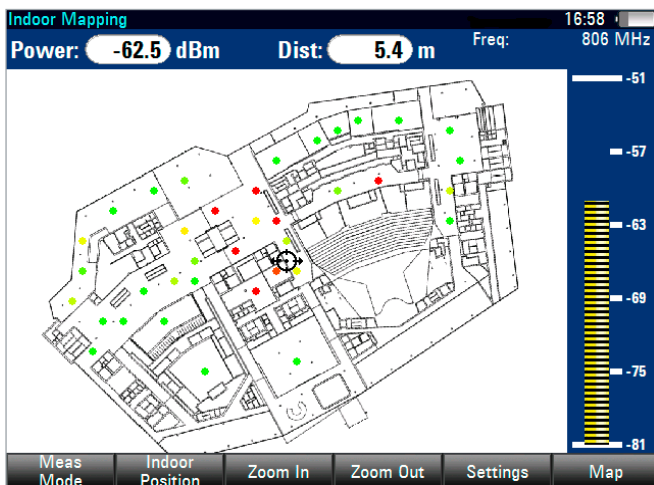 Indoor Mapping 16:58
Power: -62.5 dBm Dist: 5.4 m Freq: 806 MHz
-51
-57
-63
-69
-75
-81
Meas Mode
Indoor Position
Zoom In
Zoom Out
Settings
Map